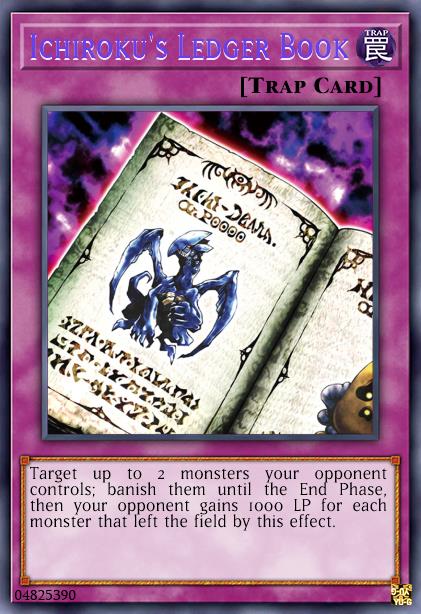 Ichiroku's Ledger Book
TRAP
罠
[Trap Card]
Target up to 2 monsters your opponent
controls; banish them until the End Phase,
then your opponent gains 1000 LP for each
monster that left the field by this effect.
04825390